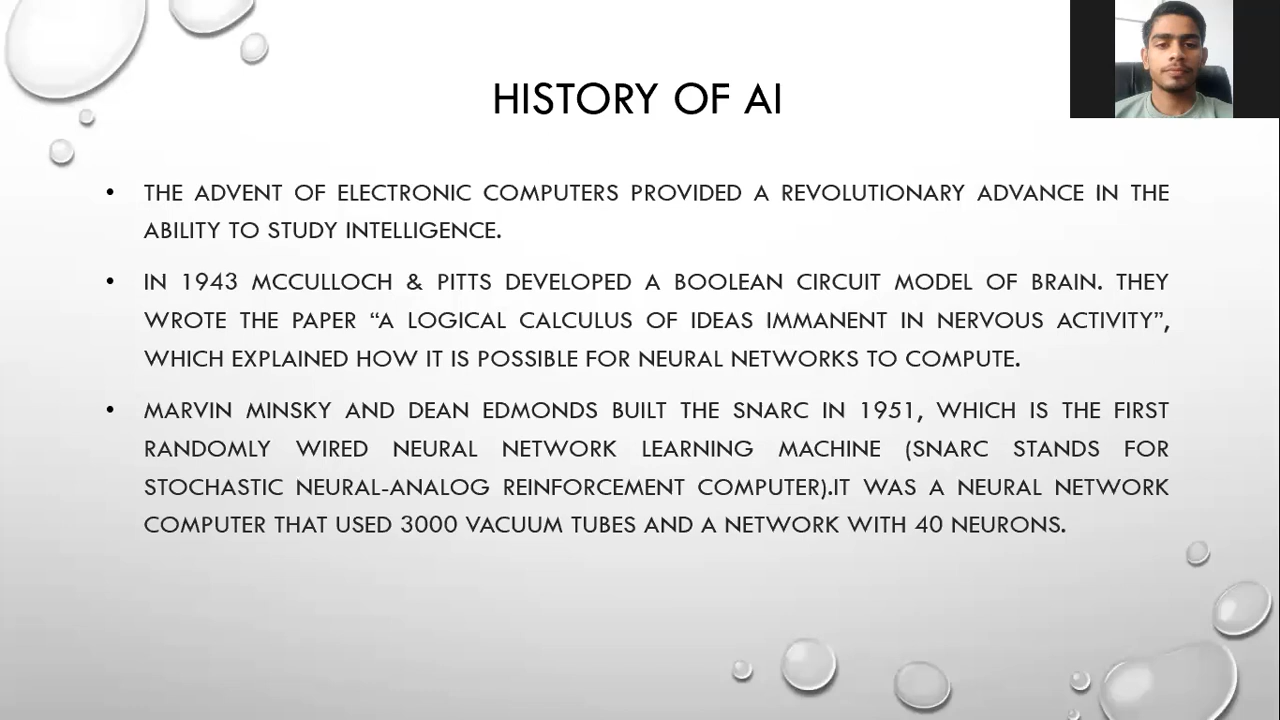 HISTORY OF AI
• THE ADVENT OF ELECTRONIC COMPUTERS PROVIDED A REVOLUTIONARY ADVANCE IN THE
ABILITY TO STUDY INTELLIGENCE.
• IN 1943 MCCULLOCH & PITTS DEVELOPED A BOOLEAN CIRCUIT MODEL OF BRAIN. THEY
WROTE THE PAPER “A LOGICAL CALCULUS OF IDEAS IMMANENT IN NERVOUS ACTIVITY”,
WHICH EXPLAINED HOW IT IS POSSIBLE FOR NEURAL NETWORKS TO COMPUTE.
• MARVIN MINSKY AND DEAN EDMONDS BUILT THE SNARC IN 1951, WHICH IS THE FIRST
RANDOMLY WIRED NEURAL NETWORK LEARNING MACHINE (SNARC STANDS FOR
STOCHASTIC NEURAL-ANALOG REINFORCEMENT COMPUTER).IT WAS A NEURAL NETWORK
COMPUTER THAT USED 3000 VACUUM TUBES AND A NETWORK WITH 40 NEURONS.